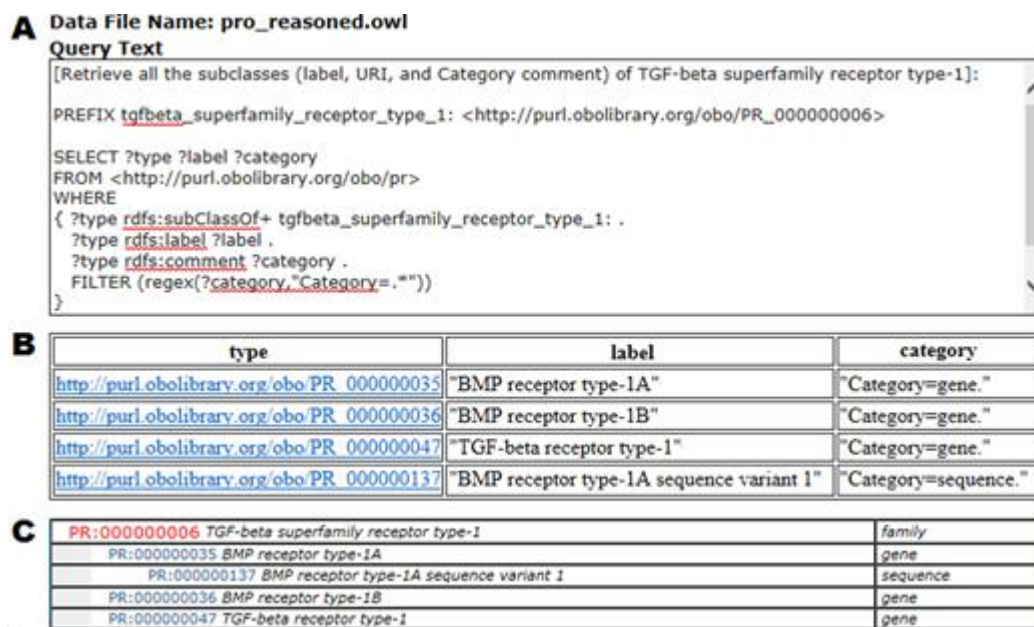 A Data File Name: pro_reasoned.owl
Query Text
[Retrieve all the subclasses (label, URI, and Category comment) of TGF-beta superfamily receptor type-1]:
PREFIX tgfbeta_superfamily_receptor_type_1: <http://purl.obolibrary.org/obo/PR_000000006>
SELECT ?type ?label ?category
FROM <http://purl.obolibrary.org/obo/pr>
WHERE
{ ?type rdfs:subClassOf+ tgfbeta_superfamily_receptor_type_1: .
?type rdfs:label ?label .
?type rdfs:comment ?category .
FILTER (regex(?category,"Category=.*"))
}
B type label category
http://purl.obolibrary.org/obo/PR_000000035 "BMP receptor type-1A" "Category=gene."
http://purl.obolibrary.org/obo/PR_000000036 "BMP receptor type-1B" "Category=gene."
http://purl.obolibrary.org/obo/PR_000000047 "TGF-beta receptor type-1" "Category=gene."
http://purl.obolibrary.org/obo/PR_000000137 "BMP receptor type-1A sequence variant 1" "Category=sequence."
C PR:000000006 TGF-beta superfamily receptor type-1 family
PR:000000035 BMP receptor type-1A gene
PR:000000137 BMP receptor type-1A sequence variant 1 sequence
PR:000000036 BMP receptor type-1B gene
PR:000000047 TGF-beta receptor type-1 gene